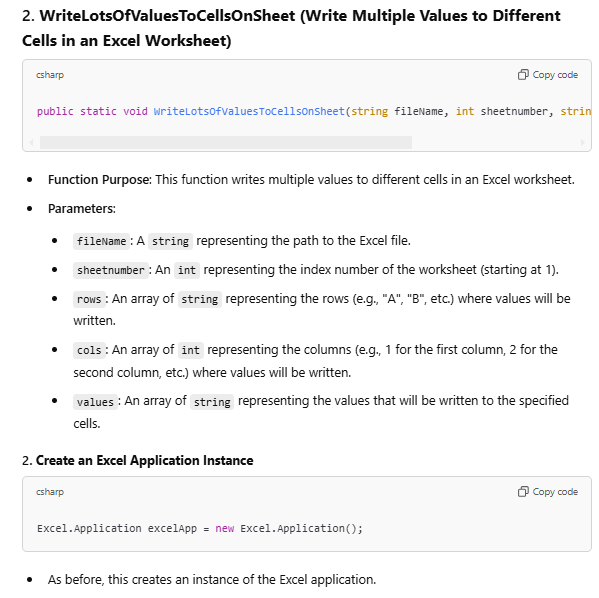 2. WriteLotsOfValuesToCellsOnSheet (Write Multiple Values to Different
Cells in an Excel Worksheet)
csharp
Copy code
public static void WriteLotsOfValuesToCellsOnSheet(string fileName, int sheetnumber, strin
• Function Purpose: This function writes multiple values to different cells in an Excel worksheet.
• Parameters:
• fileName : A string representing the path to the Excel file.
• sheetnumber : An int representing the index number of the worksheet (starting at 1).
• rows : An array of string representing the rows (e.g., "A", "B", etc.) where values will be
written.
• cols : An array of int representing the columns (e.g., 1 for the first column, 2 for the
second column, etc.) where values will be written.
• values : An array of string representing the values that will be written to the specified
cells.
2. Create an Excel Application Instance
csharp
Copy code
Excel.Application excelApp = new Excel.Application();
• As before, this creates an instance of the Excel application.